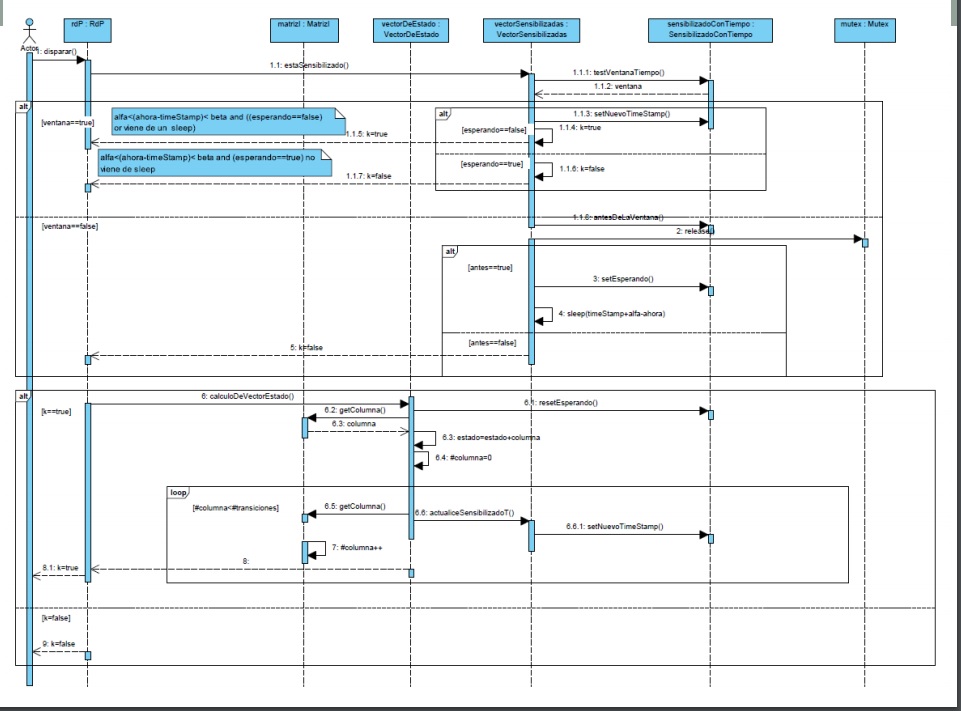 rdP : RdP
matrizI : MatrizI
vectorDeEstado :
VectorDeEstado
vectorSensibilizadas :
VectorSensibilizadas
sensibilizadoConTiempo :
SensibilizadoConTiempo
mutex : Mutex
Actor
1: disparar()
1.1: estaSensibilizado()
1.1.1: testVentanaTiempo()
1.1.2: ventana
alt
[ventana==true]
alfa<(ahora-timeStamp)< beta and ((esperando==false)
or viene de un sleep)
alt
1.1.3: setNuevoTimeStamp()
[esperando=false]
1.1.4: k=true
1.1.5: k=true
alfa<(ahora-timeStamp)< beta and (esperando==true) no
viene de sleep
[esperando==true]
1.1.6: k=false
1.1.7: k=false
[ventana==false]
1.1.8: antesDeLaVentana()
2: release()
alt
[antes==true]
3: setEsperando()
4: sleep(timeStamp+alfa-ahora)
[antes==false]
5: k=false
alt
[k==true]
6: calculoDeVectorEstado()
6.1: resetEsperando()
6.2: getColumna()
6.3: columna
6.3: estado=estado+columna
6.4: #columna=0
loop
[#columna<#transiciones]
6.5: getColumna()
6.6: actualiceSensibilizadoT()
6.6.1: setNuevoTimeStamp()
7: #columna++
8:
8.1: k=true
[k=false]
9: k=false